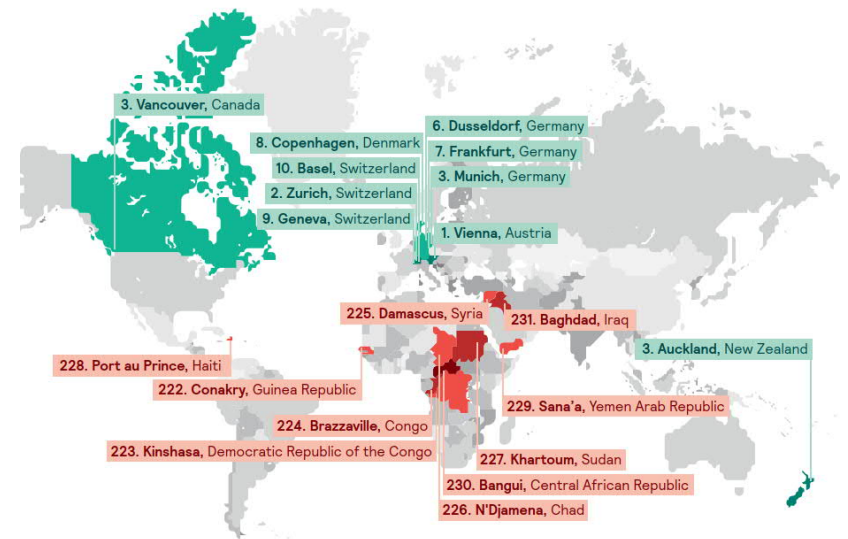 3. Vancouver, Canada
6. Dusseldorf, Germany
8. Copenhagen, Denmark
7. Frankfurt, Germany
10. Basel, Switzerland
3. Munich, Germany
2. Zurich, Switzerland
9. Geneva, Switzerland
1. Vienna, Austria
225. Damascus, Syria
231. Baghdad, Iraq
3. Auckland, New Zealand
228. Port au Prince, Haiti
222. Conakry, Guinea Republic
229. Sana’a, Yemen Arab Republic
224. Brazzaville, Congo
223. Kinshasa, Democratic Republic of the Congo
227. Khartoum, Sudan
230. Bangui, Central African Republic
226. N'Djamena, Chad